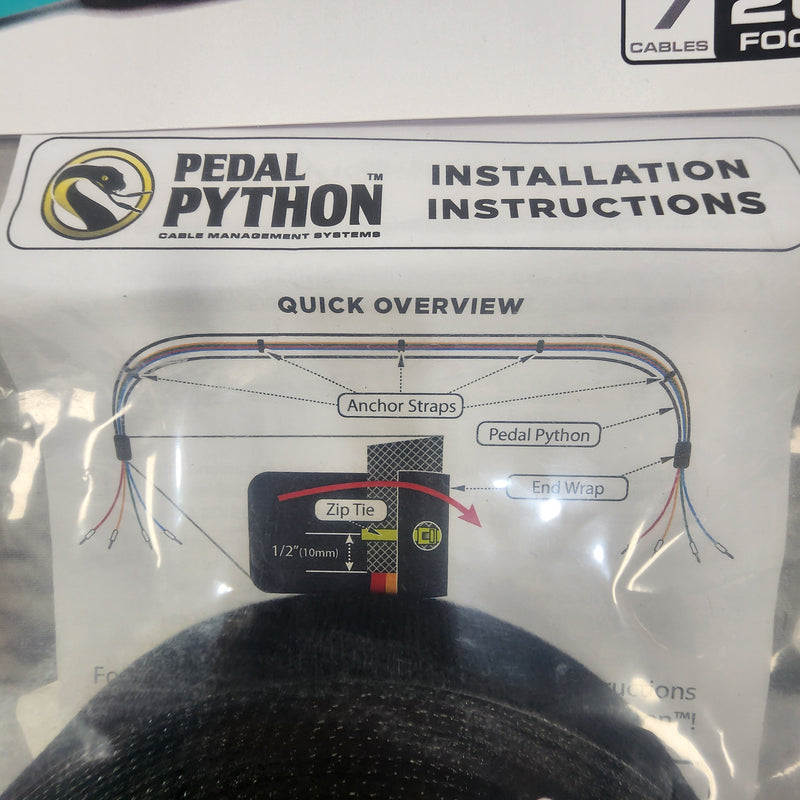 7
CABLES
PEDAL
PYTHON™
CABLE MANAGEMENT SYSTEMS
INSTALLATION
INSTRUCTIONS
QUICK OVERVIEW
Anchor Straps
Pedal Python
End Wrap
Zip Tie
1/2"(10mm)